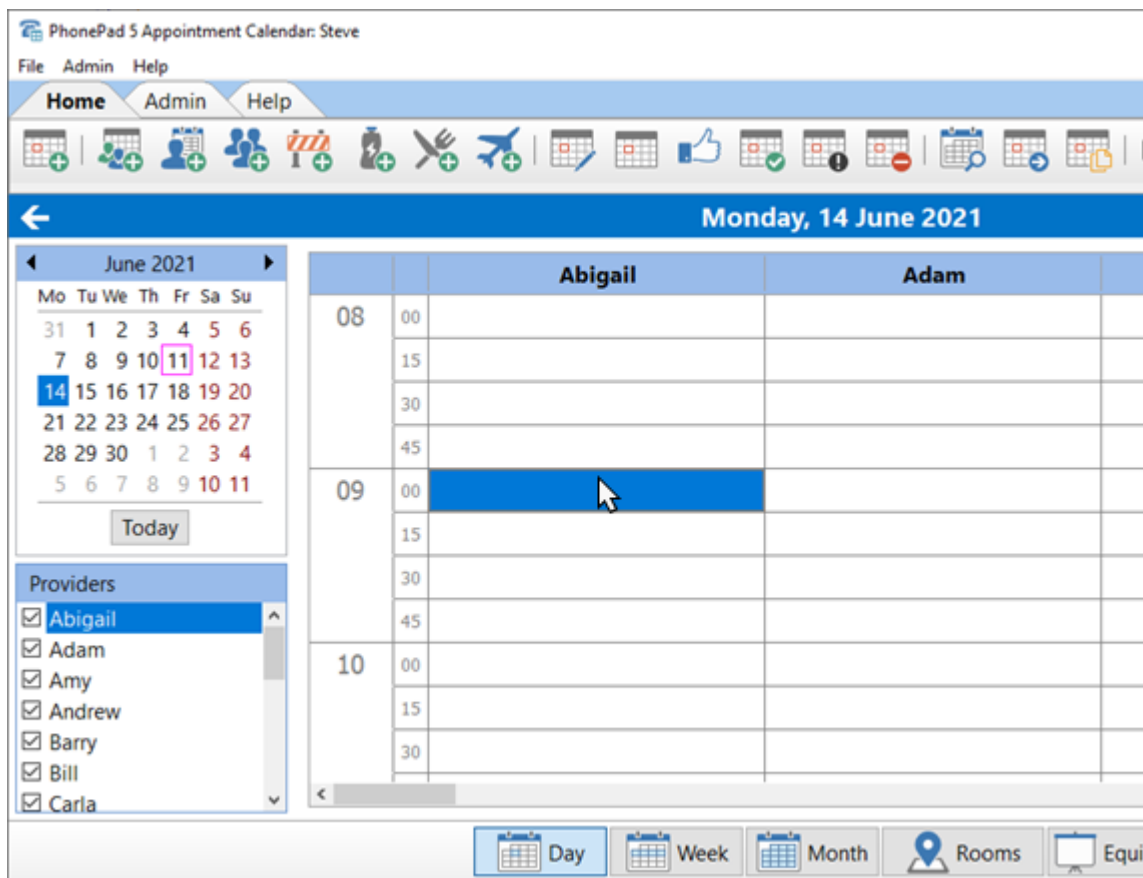 PhonePad 5 Appointment Calendar: Steve
File Admin Help
Home Admin Help
Monday, 14 June 2021
June 2021
Mo Tu We Th Fr Sa Su
31 1 2 3 4 5 6
7 8 9 10 11 12 13
14 15 16 17 18 19 20
21 22 23 24 25 26 27
28 29 30 1 2 3 4
5 6 7 8 9 10 11
Today
Providers
Abigail
Adam
Amy
Andrew
Barry
Bill
Carla
Abigail Adam
08 00
15
30
45
09 00
15
30
45
10 00
15
30
Day Week Month Rooms Equi